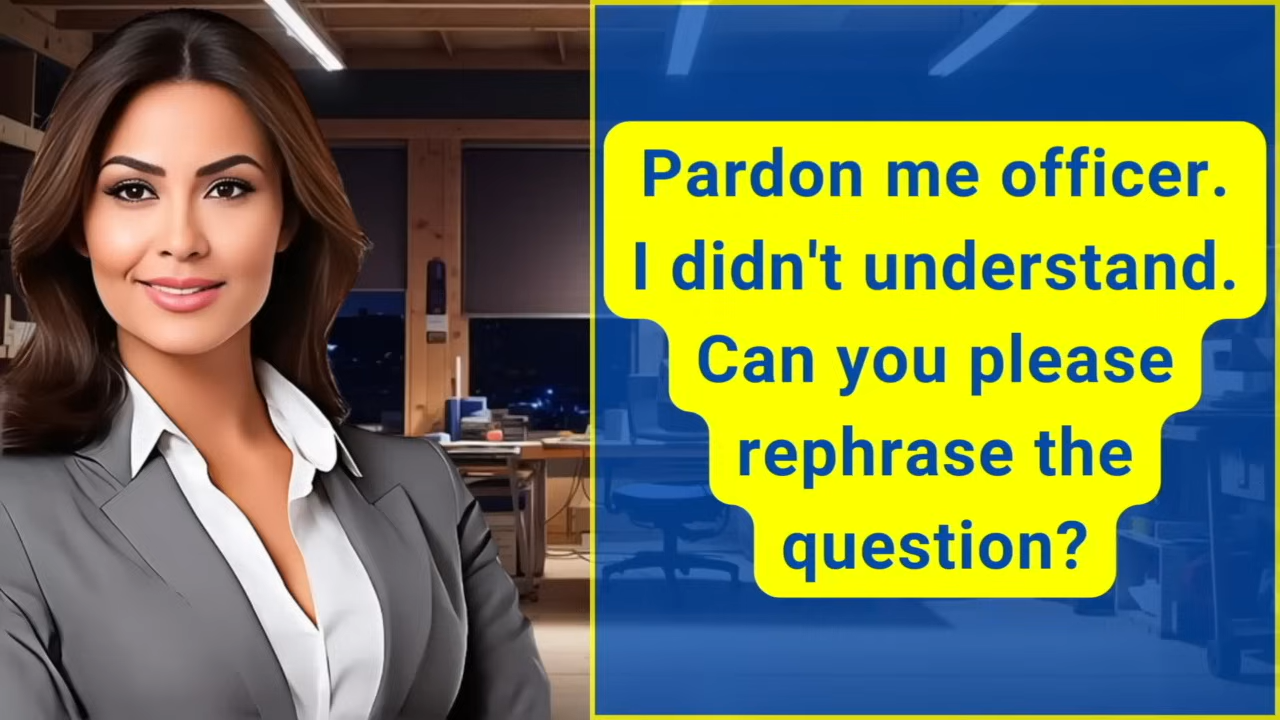 Pardon me officer.
I didn't understand.
Can you please
rephrase the
question?